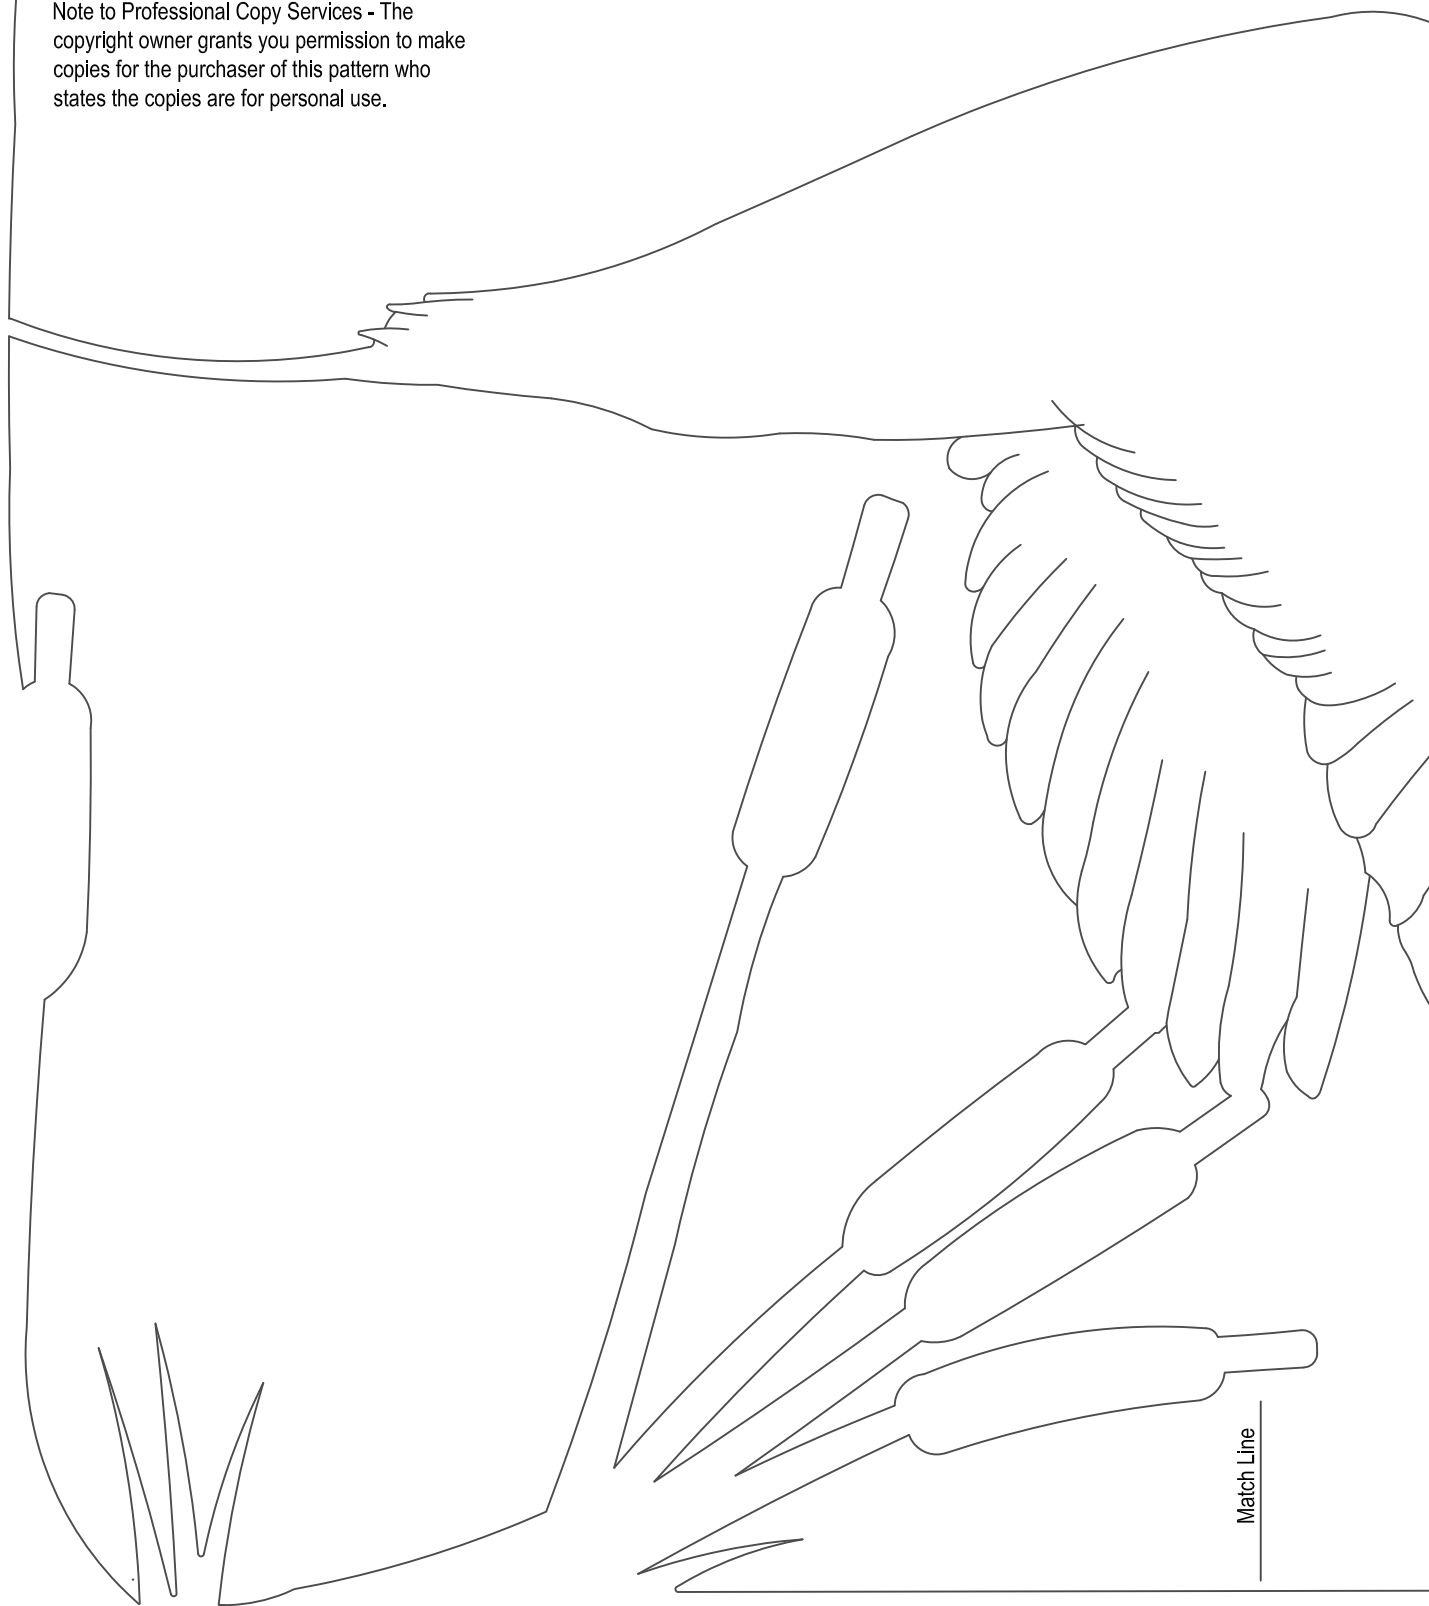 Note to Professional Copy Services - The
copyright owner grants you permission to make
copies for the purchaser of this pattern who
states the copies are for personal use.
Match Line